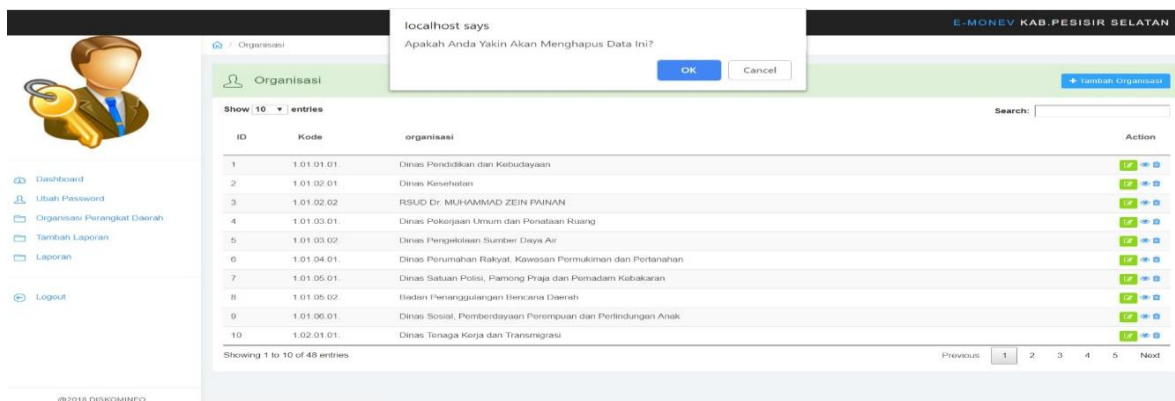 E-MONEV KAB.PESISIR SELATAN
localhost says
Apakah Anda Yakin Akan Menghapus Data Ini?
OK Cancel
/ Organisasi
Organisasi
+ Tambah Organisasi
Show 10 entries
Search:
ID Kode organisasi Action
1 1.01.01.01. Dinas Pendidikan dan Kebudayaan
2 1.01.02.01 Dinas Kesehatan
3 1.01.02.02 RSUD Dr. MUHAMMAD ZEIN PAINAN
4 1.01.03.01. Dinas Pekerjaan Umum dan Penataan Ruang
5 1.01.03.02 Dinas Pengelolaan Sumber Daya Air
6 1.01.04.01. Dinas Perumahan Rakyat, Kawasan Permukiman dan Pertanahan
7 1.01.05.01. Dinas Satuan Polisi, Pamong Praja dan Pemadam Kebakaran
8 1.01.05.02. Badan Penanggulangan Bencana Daerah
9 1.01.06.01. Dinas Sosial, Pemberdayaan Perempuan dan Perlindungan Anak
10 1.02.01.01. Dinas Tenaga Kerja dan Transmigrasi
Showing 1 to 10 of 48 entries
Previous 1 2 3 4 5 Next
Dashboard
Ubah Password
Organisasi Perangkat Daerah
Tambah Laporan
Laporan
Logout
@2018 DISKOMINFO